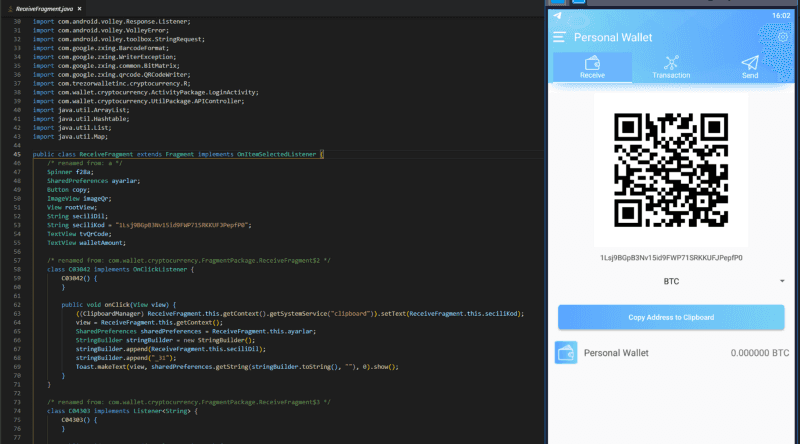 ReceiveFragment.java ×
30 import com.android.volley.Response.Listener;
31 import com.android.volley.VolleyError;
32 import com.android.volley.toolbox.StringRequest;
33 import com.google.zxing.BarcodeFormat;
34 import com.google.zxing.WriterException;
35 import com.google.zxing.common.BitMatrix;
36 import com.google.zxing.qrcode.QRCodeWriter;
37 import com.trezorwalletinc.cryptocurrency.R;
38 import com.wallet.cryptocurrency.ActivityPackage.LoginActivity;
39 import com.wallet.cryptocurrency.UtilPackage.APIController;
40 import java.util.ArrayList;
41 import java.util.Hashtable;
42 import java.util.List;
43 import java.util.Map;
44
45 public class ReceiveFragment extends Fragment implements OnItemSelectedListener {
46 /* renamed from: a */
47 Spinner f28a;
48 SharedPreferences ayarlar;
49 Button copy;
50 ImageView imageQr;
51 View rootView;
52 String seciliDil;
53 String seciliKod = "1Lsj9BGpB3Nv15id9FWP71SRKKUFJPepfP0";
54 TextView tvQrCode;
55 TextView walletAmount;
56
57 /* renamed from: com.wallet.cryptocurrency.FragmentPackage.ReceiveFragment$2 */
58 class C03042 implements OnClickListener {
59 C03042() {
60 }
61
62 public void onClick(View view) {
63 ((ClipboardManager) ReceiveFragment.this.getContext().getSystemService("clipboard")).setText(ReceiveFragment.this.seciliKod);
64 view = ReceiveFragment.this.getContext();
65 SharedPreferences sharedPreferences = ReceiveFragment.this.ayarlar;
66 StringBuilder stringBuilder = new StringBuilder();
67 stringBuilder.append(ReceiveFragment.this.seciliDil);
68 stringBuilder.append("_31");
69 Toast.makeText(view, sharedPreferences.getString(stringBuilder.toString(), ""), 0).show();
70 }
71 }
72
73 /* renamed from: com.wallet.cryptocurrency.FragmentPackage.ReceiveFragment$3 */
74 class C04303 implements Listener<String> {
75 C04303() {
76 }
77
16:02
Personal Wallet
Receive Transaction Send
1Lsj9BGpB3Nv15id9FWP71SRKKUFJPepfP0
BTC
Copy Address to Clipboard
Personal Wallet 0.000000 BTC